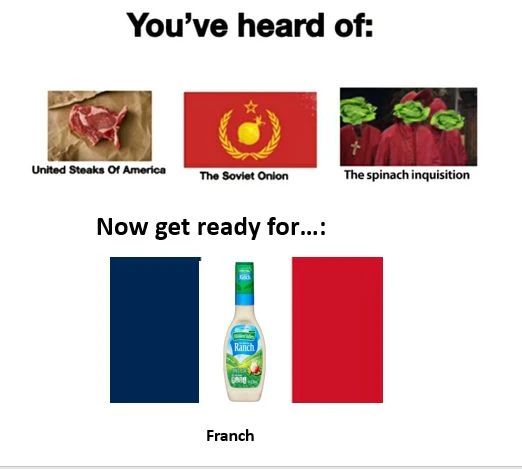 You've heard of:
United Steaks Of America
The Soviet Onion
The spinach inquisition
Now get ready for...:
Ranch
Franch